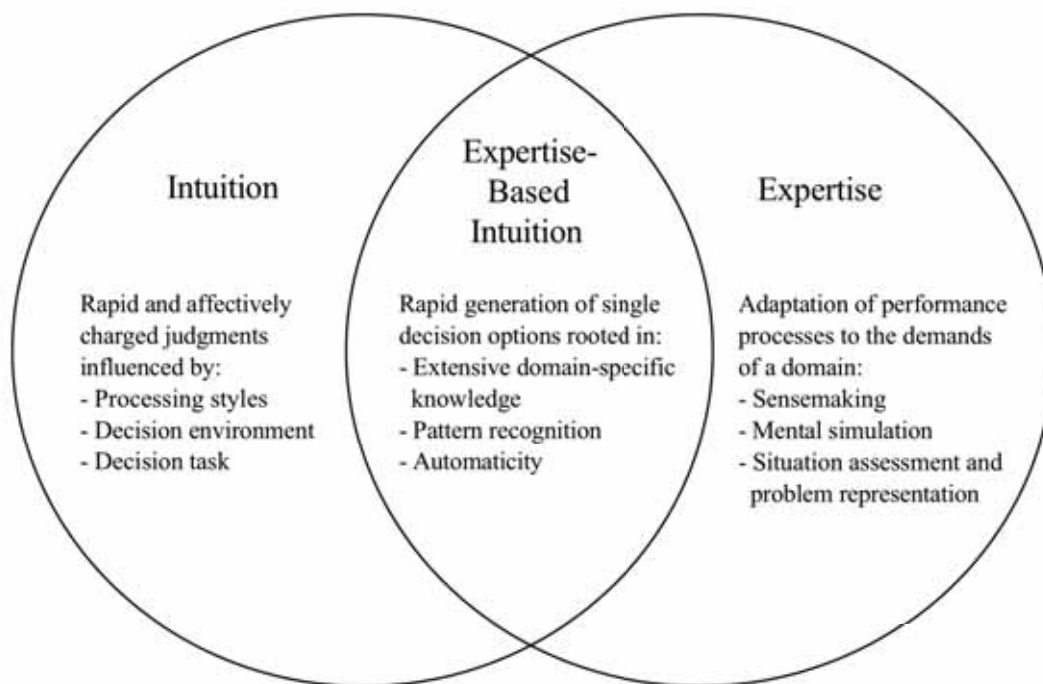 Intuition
Rapid and affectively
charged judgments
influenced by:
- Processing styles
- Decision environment
- Decision task
Expertise-
Based
Intuition
Rapid generation of single
decision options rooted in:
- Extensive domain-specific
knowledge
- Pattern recognition
- Automaticity
Expertise
Adaptation of performance
processes to the demands
of a domain:
- Sensemaking
- Mental simulation
- Situation assessment and
problem representation